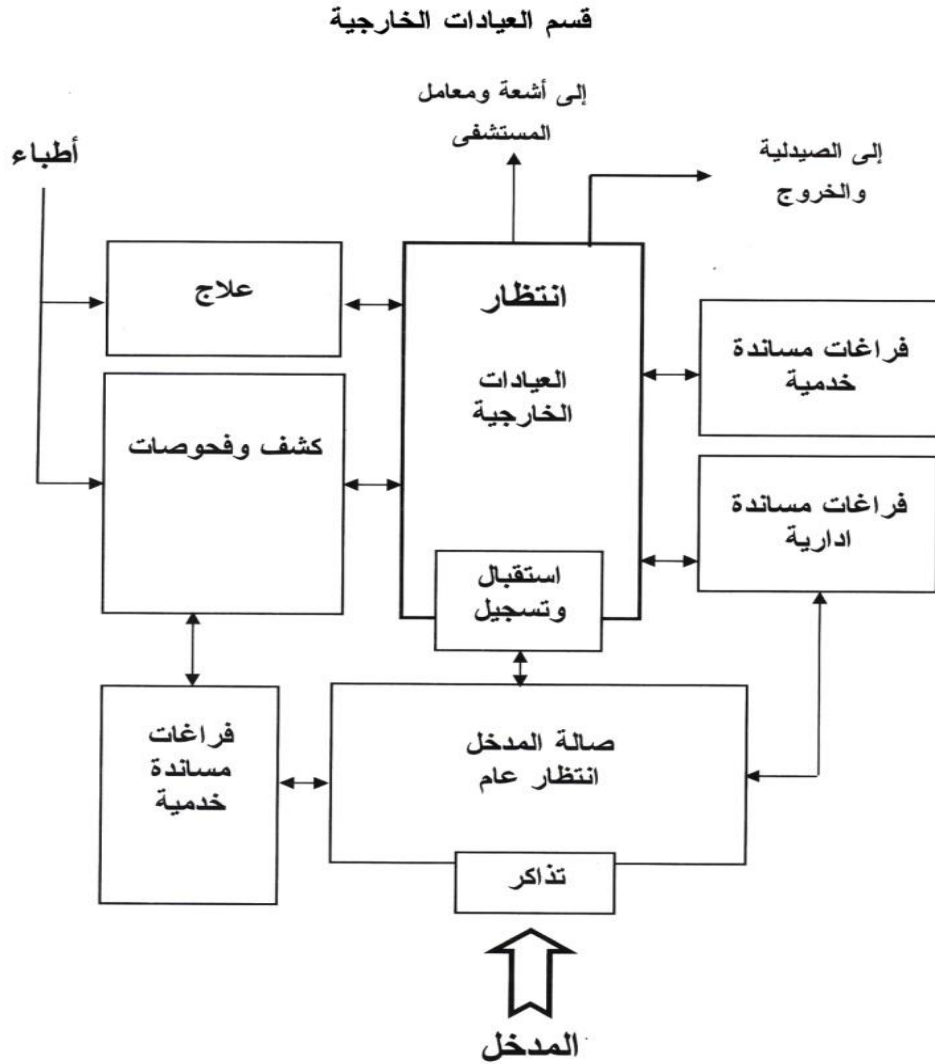 قسم العيادات الخارجية
إلى أشعة ومعامل
المستشفى
إلى الصيدلية
والخروج
أطباء
علاج
انتظار
العيادات
الخارجية
فراغات مساندة
خدمية
كشف وفحوصات
فراغات مساندة
ادارية
استقبال
وتسجيل
فراغات
مساندة
خدمية
صالة المدخل
انتظار عام
تذاكر
المدخل